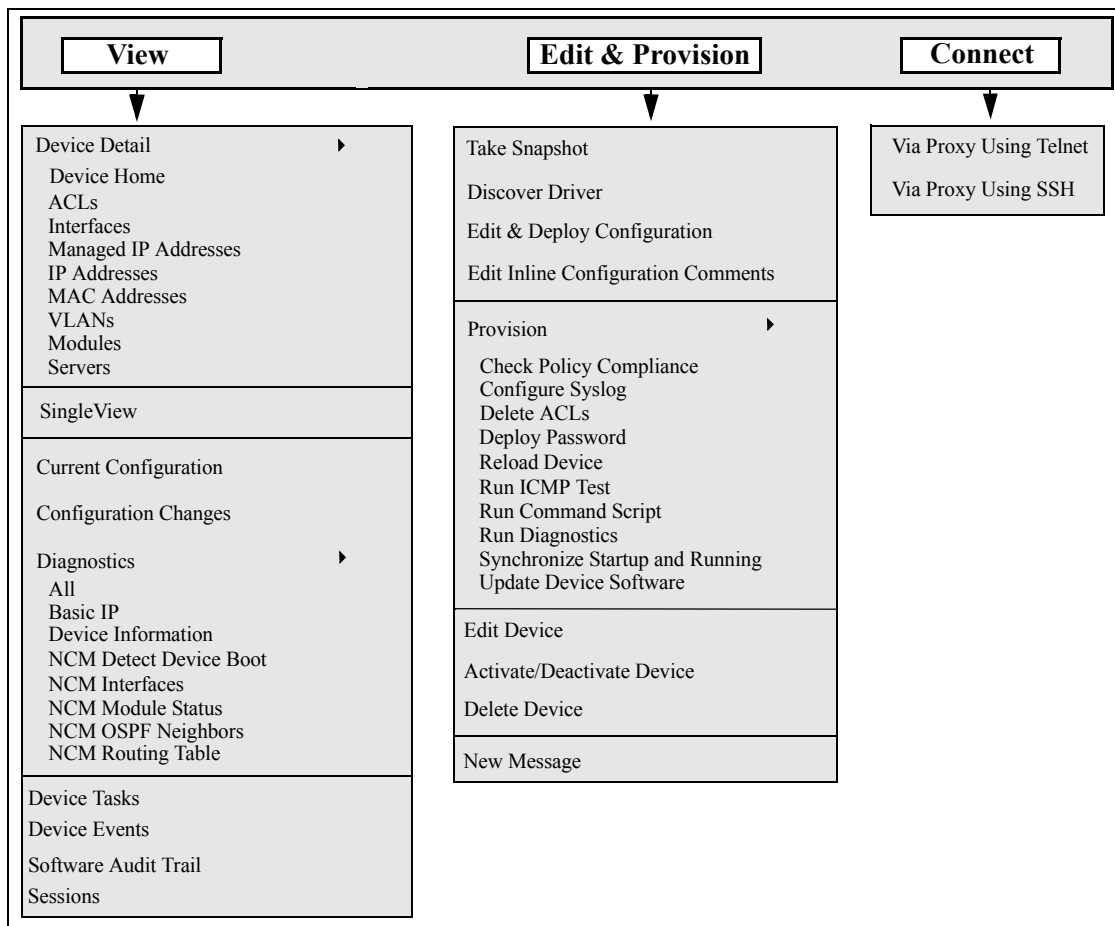 View
Edit & Provision
Connect
Device Detail
Device Home
ACLs
Interfaces
Managed IP Addresses
IP Addresses
MAC Addresses
VLANs
Modules
Servers
SingleView
Current Configuration
Configuration Changes
Diagnostics
All
Basic IP
Device Information
NCM Detect Device Boot
NCM Interfaces
NCM Module Status
NCM OSPF Neighbors
NCM Routing Table
Device Tasks
Device Events
Software Audit Trail
Sessions
Take Snapshot
Discover Driver
Edit & Deploy Configuration
Edit Inline Configuration Comments
Provision
Check Policy Compliance
Configure Syslog
Delete ACLs
Deploy Password
Reload Device
Run ICMP Test
Run Command Script
Run Diagnostics
Synchronize Startup and Running
Update Device Software
Edit Device
Activate/Deactivate Device
Delete Device
New Message
Via Proxy Using Telnet
Via Proxy Using SSH